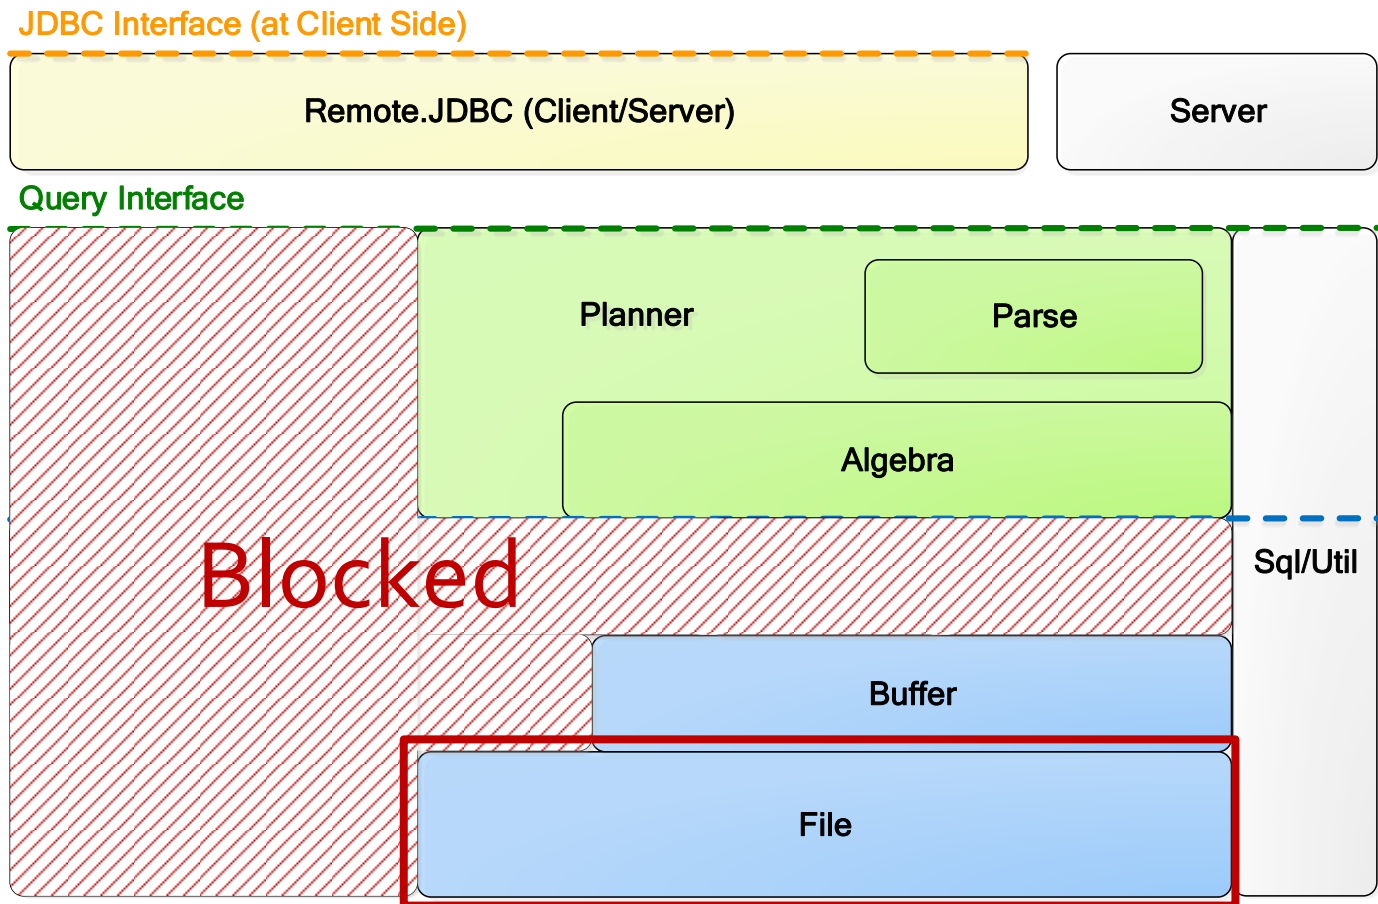 JDBC Interface (at Client Side)
Remote.JDBC (Client/Server)
Server
Query Interface
Planner
Parse
Algebra
Blocked
Sql/Util
Buffer
File